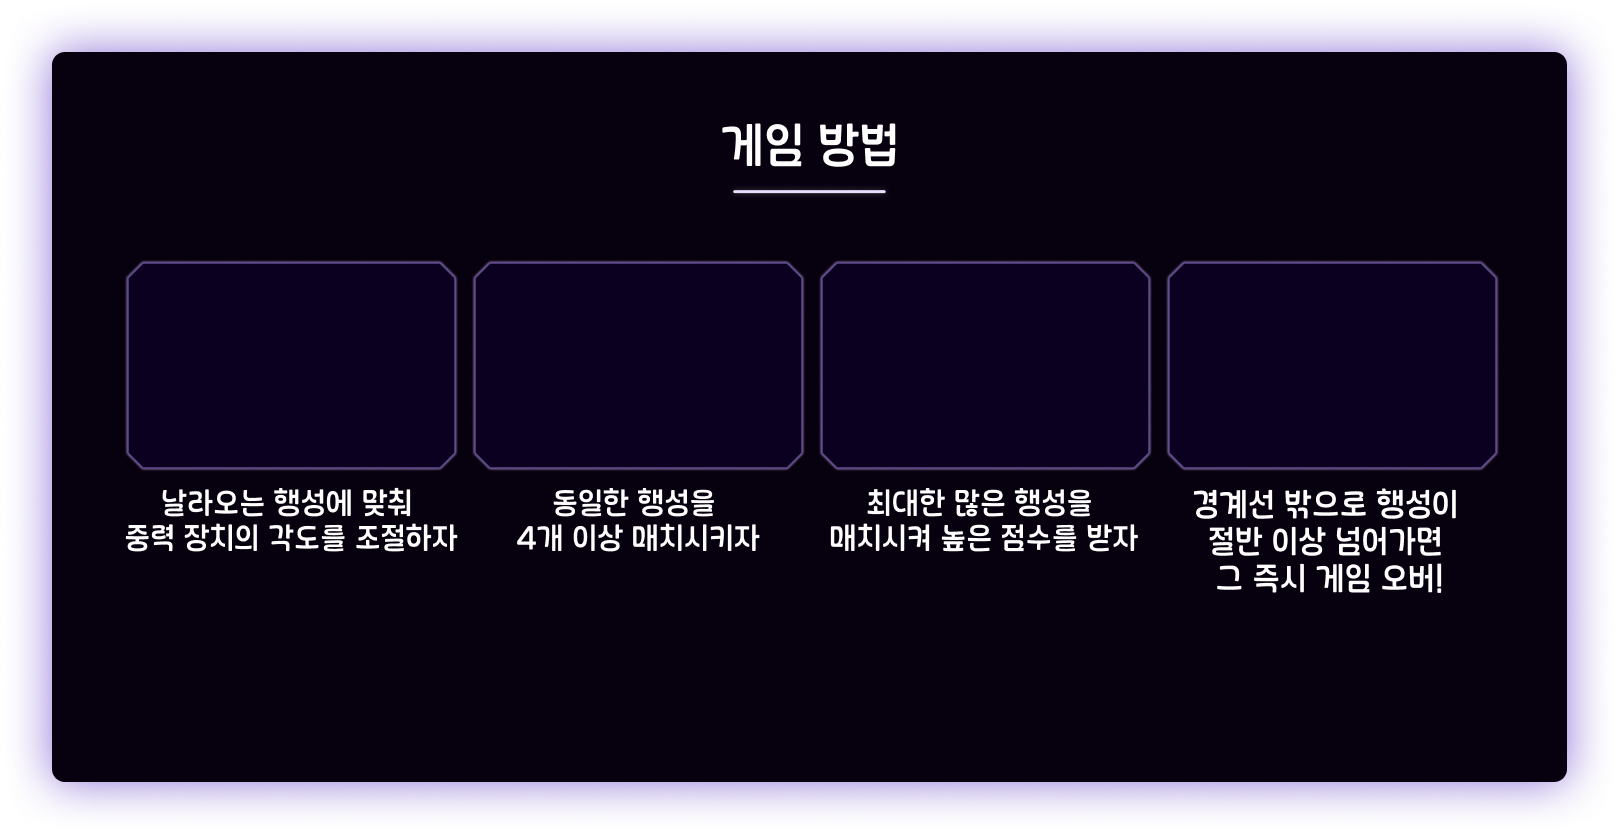 게임 방법
날라오는 행성에 맞춰
중력 장치의 각도를 조절하자
동일한 행성을
4개 이상 매치시키자
최대한 많은 행성을
매치시켜 높은 점수를 받자
경계선 밖으로 행성이
절반 이상 넘어가면
그 즉시 게임 오버!